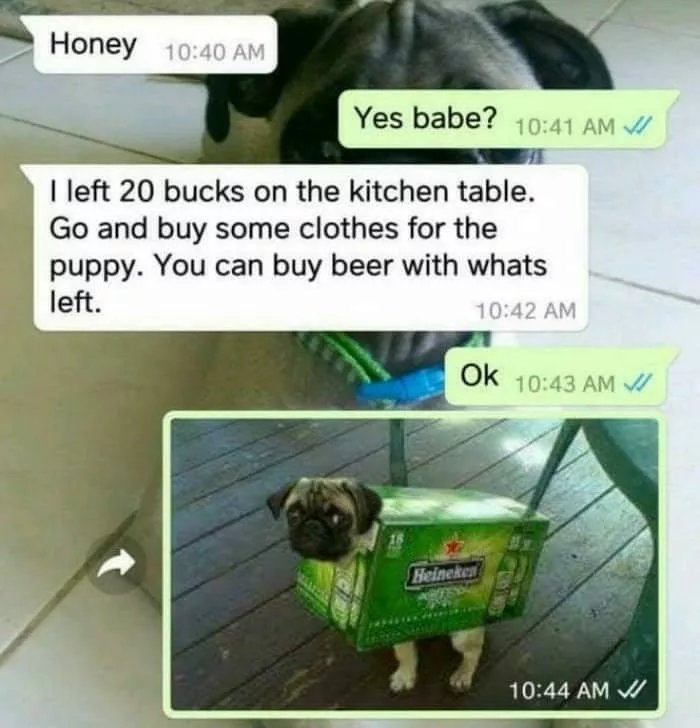 Honey 10:40 AM
Yes babe? 10:41 AM
I left 20 bucks on the kitchen table.
Go and buy some clothes for the
puppy. You can buy beer with whats
left.
10:42 AM
Ok 10:43 AM
18
Heineken
10:44 AM